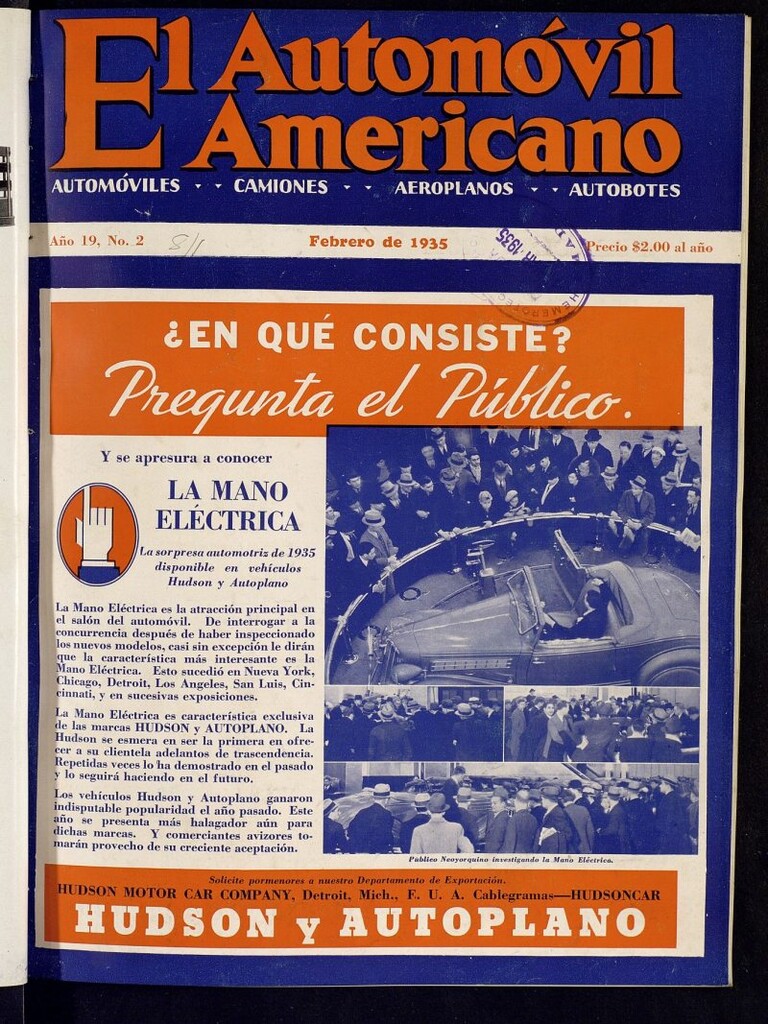 El Automóvil
Americano
AUTOMÓVILES - - CAMIONES - - AEROPLANOS - - AUTOBOTES
Año 19, No. 2
Febrero de 1935
1935
HEMEROTEC
Precio $2.00 al año
¿EN QUÉ CONSISTE?
Pregunta el Público.
Y se apresura a conocer
LA MANO
ELÉCTRICA
La sorpresa automotriz de 1935
disponible en vehículos
Hudson y Autoplano
La Mano Eléctrica es la atracción principal en
el salón del automóvil. De interrogar a la
concurrencia después de haber inspeccionado
los nuevos modelos, casi sin excepción le dirán
que la característica más interesante es la
Mano Eléctrica. Esto sucedió en Nueva York,
Chicago, Detroit, Los Angeles, San Luis, Cin-
cinnati, y en sucesivas exposiciones.
La Mano Eléctrica es característica exclusiva
de las marcas HUDSON y AUTOPLANO. La
Hudson se esmera en ser la primera en ofre-
cer a su clientela adelantos de trascendencia.
Repetidas veces lo ha demostrado en el pasado
y lo seguirá haciendo en el futuro.
Los vehículos Hudson y Autoplano ganaron
indisputable popularidad el año pasado. Este
año se presenta más halagador aún para
dichas marcas. Y comerciantes avizores to-
marán provecho de su creciente aceptación.
Público Neoyorquino investigando la Mano Eléctrica.
Solicite pormenores a nuestro Departamento de Exportación.
HUDSON MOTOR CAR COMPANY, Detroit, Mich., E. U. A. Cablegramas—HUDSONCAR
HUDSON y AUTOPLANO